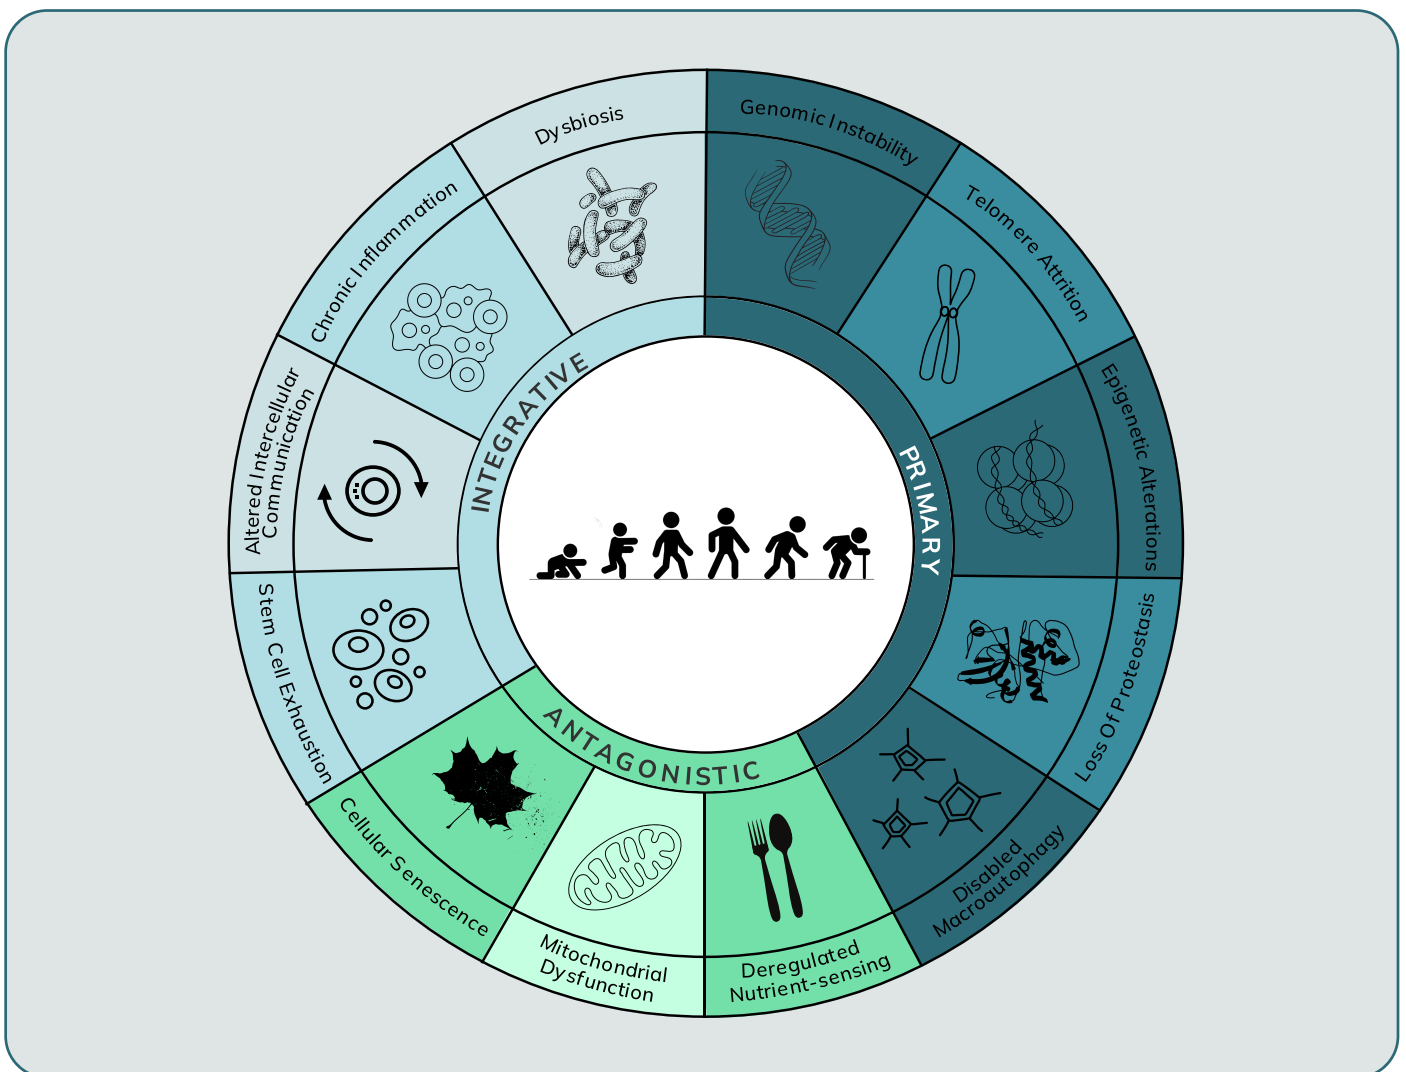 Genomic Instability
Telomere Attrition
Epigenetic Alterations
Loss Of Proteostasis
Disabled
Macroautophagy
Deregulated
Nutrient-sensing
Mitochondrial
Dysfunction
Cellular Senescence
Stem Cell Exhaustion
Altered Intercellular
Communication
Chronic Inflammation
Dysbiosis
PRIMARY
ANTAGONISTIC
INTEGRATIVE